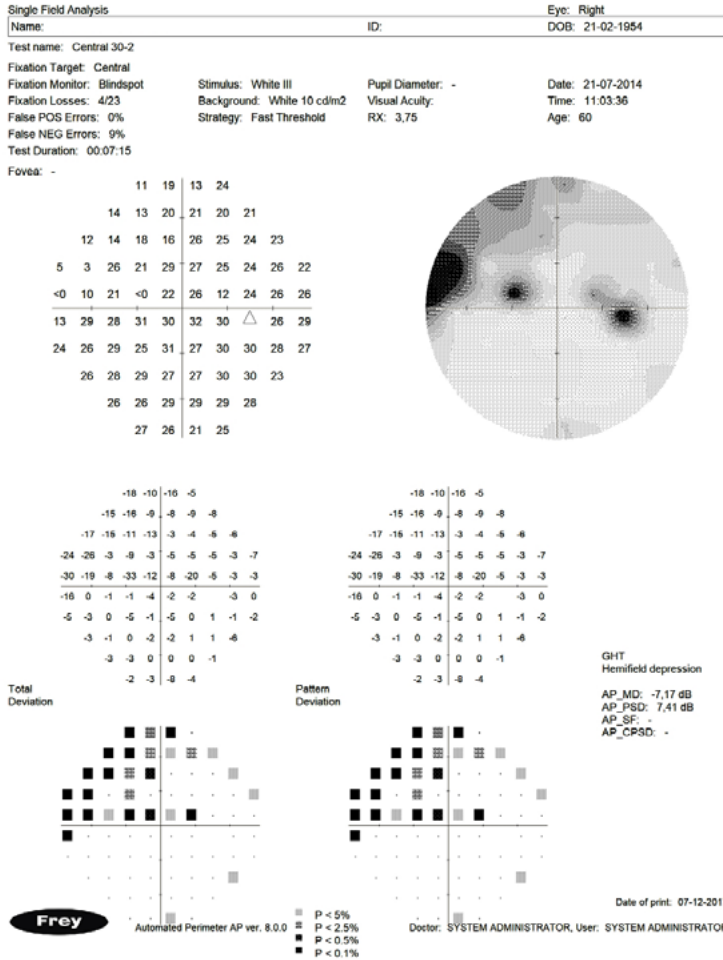 Single Field Analysis Eye: Right
Name: ID: DOB: 21-02-1954
Test name: Central 30-2
Fixation Target: Central
Fixation Monitor: Blindspot Stimulus: White III Pupil Diameter: - Date: 21-07-2014
Fixation Losses: 4/23 Background: White 10 cd/m2 Visual Acuity: Time: 11:03:36
False POS Errors: 0% Strategy: Fast Threshold RX: 3,75 Age: 60
False NEG Errors: 9%
Test Duration: 00:07:15
Fovea: -
11 19 13 24
14 13 20 21 20 21
12 14 18 16 26 25 24 23
5 3 26 21 29 27 25 24 26 22
<0 10 21 <0 22 26 12 24 26 26
13 29 28 31 30 32 30 26 29
24 26 29 25 31 27 30 30 28 27
26 28 29 27 27 30 30 23
26 26 29 29 29 28
27 26 21 25
-18 -10 -16 -5 -18 -10 -16 -5
-15 -16 -9 -8 -9 -8 -15 -16 -9 -8 -9 -8
-17 -15 -11 -13 -3 -4 -5 -6 -17 -15 -11 -13 -3 -4 -5 -6
-24 -26 -3 -9 -3 -5 -5 -5 -3 -7 -24 -26 -3 -9 -3 -5 -5 -5 -3 -7
-30 -19 -8 -33 -12 -8 -20 -5 -3 -3 -30 -19 -8 -33 -12 -8 -20 -5 -3 -3
-16 0 -1 -1 -4 -2 -2 -3 0 -16 0 -1 -1 -4 -2 -2 -3 0
-5 -3 0 -5 -1 -5 0 1 -1 -2 -5 -3 0 -5 -1 -5 0 1 -1 -2
-3 -1 0 -2 -2 1 1 -6 -3 -1 0 -2 -2 1 1 -6
-3 -3 0 0 0 -1 -3 -3 0 0 0 -1
-2 -3 -8 -4 -2 -3 -8 -4
GHT
Hemifield depression
Total Deviation
Pattern Deviation
AP_MD: -7,17 dB
AP_PSD: 7,41 dB
AP_SF: -
AP_CPSD: -
Date of print: 07-12-201
Frey
Automated Perimeter AP ver. 8.0.0
P < 5%
P < 2.5%
P < 0.5%
P < 0.1%
Doctor: SYSTEM ADMINISTRATOR, User: SYSTEM ADMINISTRATOR